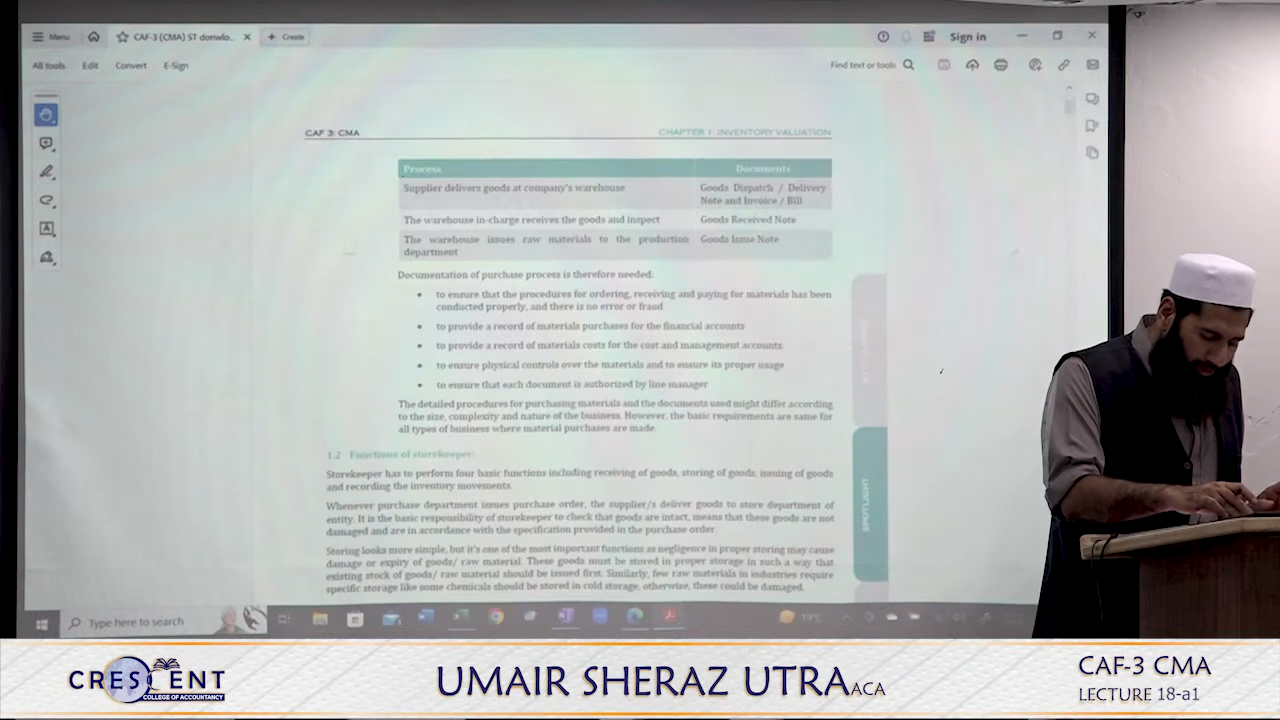 Menu
CAF-3 (CMA) ST donwlo..
Create
Sign in
All tools
Edit
Convert
E-Sign
Find text or tools
CAF 3: CMA
CHAPTER 1: INVENTORY VALUATION
Process
Documents
Supplier delivers goods at company's warehouse
Goods Dispatch / Delivery
Note and Invoice / Bill
The warehouse in-charge receives the goods and inspect
Goods Received Note
The warehouse issues raw materials to the production
department
Goods Issue Note
Documentation of purchase process is therefore needed:
• to ensure that the procedures for ordering, receiving and paying for materials has been
conducted properly, and there is no error or fraud
• to provide a record of materials purchases for the financial accounts
• to provide a record of materials costs for the cost and management accounts
• to ensure physical controls over the materials and to ensure its proper usage
• to ensure that each document is authorized by line manager
The detailed procedures for purchasing materials and the documents used might differ according
to the size, complexity and nature of the business. However, the basic requirements are same for
all types of business where material purchases are made.
1.2 Functions of storekeeper:
Storekeeper has to perform four basic functions including receiving of goods, storing of goods, issuing of goods
and recording the inventory movements.
Whenever purchase department issues purchase order, the supplier/s deliver goods to store department of
entity. It is the basic responsibility of storekeeper to check that goods are intact, means that these goods are not
damaged and are in accordance with the specification provided in the purchase order.
Storing looks more simple, but it's one of the most important functions as negligence in proper storing may cause
damage or expiry of goods/ raw material. These goods must be stored in proper storage in such a way that
existing stock of goods/ raw material should be issued first. Similarly, few raw materials in industries require
specific storage like some chemicals should be stored in cold storage, otherwise, these could be damaged.
SPOTLIGHT
Type here to search
19°C
CRESCENT
COLLEGE OF ACCOUNTANCY
UMAIR SHERAZ UTRA AGA
CAF-3 CMA
LECTURE 18-a1